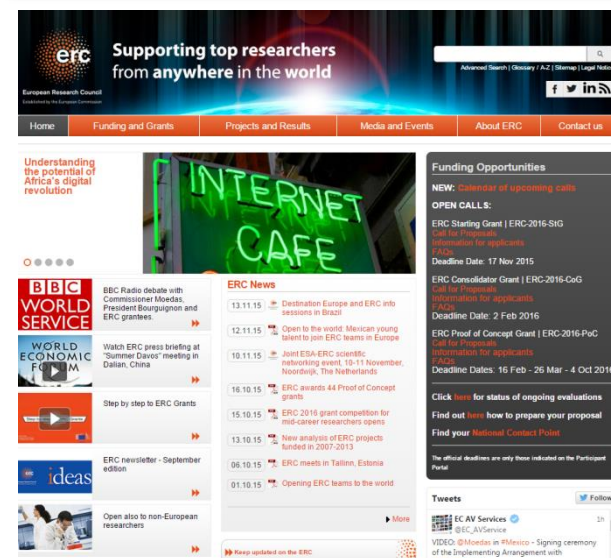 erc
European Research Council
Established by the European Commission
Supporting top researchers
from anywhere in the world
Advanced Search | Glossary / A-Z | Sitemap | Legal Notice
Home
Funding and Grants
Projects and Results
Media and Events
About ERC
Contact us
Understanding
the potential of
Africa's digital
revolution
INTERNET
CAFE
BBC
WORLD
SERVICE
BBC Radio debate with
Commissioner Moedas,
President Bourguignon and
ERC grantees.
WORLD
ECONOMIC
FORUM
Watch ERC press briefing at
"Summer Davos" meeting in
Dalian, China
Step by step to ERC Grants
ideas
ERC newsletter - September
edition
Open also to non-European
researchers
ERC News
13.11.15 Destination Europe and ERC info
sessions in Brazil
12.11.15 Open to the world: Mexican young
talent to join ERC teams in Europe
10.11.15 Joint ESA-ERC scientific
networking event, 10-11 November,
Noordwijk, The Netherlands
16.10.15 ERC awards 44 Proof of Concept
grants
15.10.15 ERC 2016 grant competition for
mid-career researchers opens
13.10.15 New analysis of ERC projects
funded in 2007-2013
06.10.15 ERC meets in Tallinn, Estonia
01.10.15 Opening ERC teams to the world
More
Keep updated on the ERC
Funding Opportunities
NEW: Calendar of upcoming calls
OPEN CALLS:
ERC Starting Grant | ERC-2016-StG
Call for Proposals
Information for applicants
FAQs
Deadline Date: 17 Nov 2015
ERC Consolidator Grant | ERC-2016-CoG
Call for Proposals
Information for applicants
FAQs
Deadline Date: 2 Feb 2016
ERC Proof of Concept Grant | ERC-2016-PoC
Call for Proposals
Information for applicants
FAQs
Deadline Dates: 16 Feb - 26 Mar - 4 Oct 2016
Click here for status of ongoing evaluations
Find out here how to prepare your proposal
Find your National Contact Point
The official deadlines are only those indicated on the Participant
Portal
Tweets
Follow
EC AV Services
@EC_AVService
1h
VIDEO: @Moedas in #Mexico - Signing ceremony
of the Implementing Arrangement with